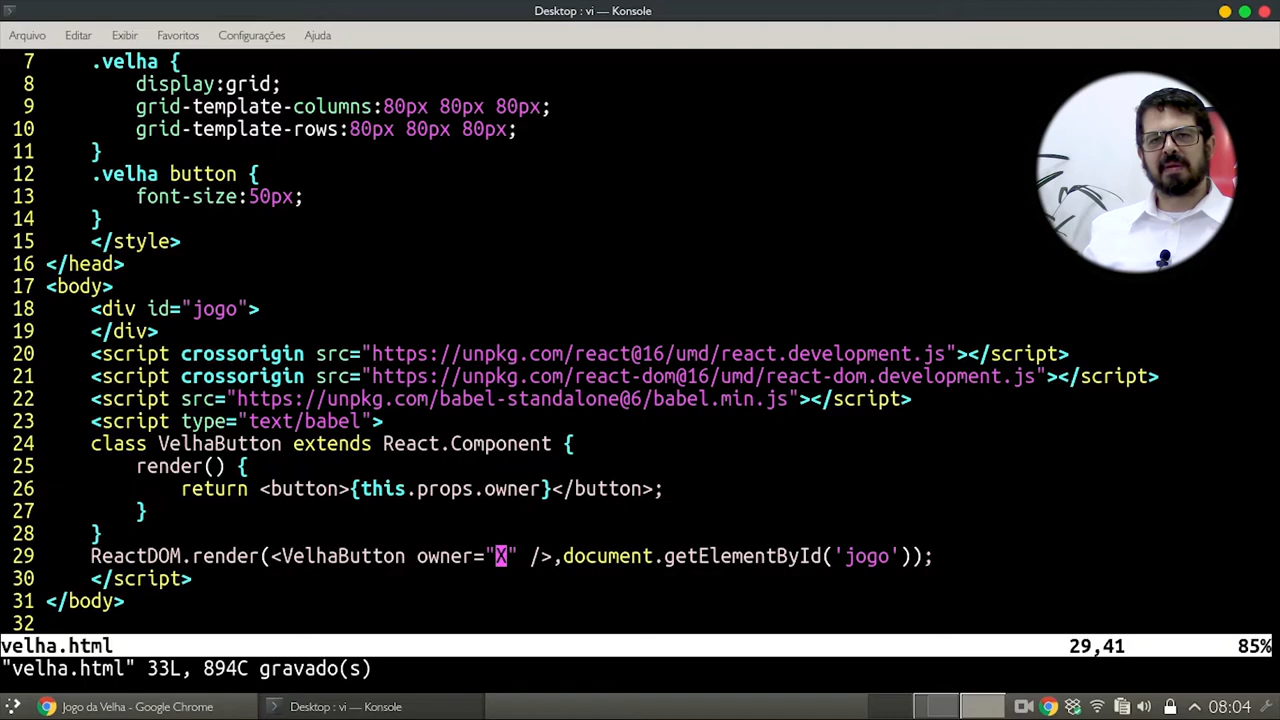 Desktop : vi — Konsole
Arquivo Editar Exibir Favoritos Configurações Ajuda
7 .velha {
8 display:grid;
9 grid-template-columns:80px 80px 80px;
10 grid-template-rows:80px 80px 80px;
11 }
12 .velha button {
13 font-size:50px;
14 }
15 </style>
16 </head>
17 <body>
18 <div id="jogo">
19 </div>
20 <script crossorigin src="https://unpkg.com/react@16/umd/react.development.js"></script>
21 <script crossorigin src="https://unpkg.com/react-dom@16/umd/react-dom.development.js"></script>
22 <script src="https://unpkg.com/babel-standalone@6/babel.min.js"></script>
23 <script type="text/babel">
24 class VelhaButton extends React.Component {
25 render() {
26 return <button>{this.props.owner}</button>;
27 }
28 }
29 ReactDOM.render(<VelhaButton owner="X" />,document.getElementById('jogo'));
30 </script>
31 </body>
32
velha.html 29,41 85%
"velha.html" 33L, 894C gravado(s)
Jogo da Velha - Google Chrome Desktop : vi — Konsole 08:04